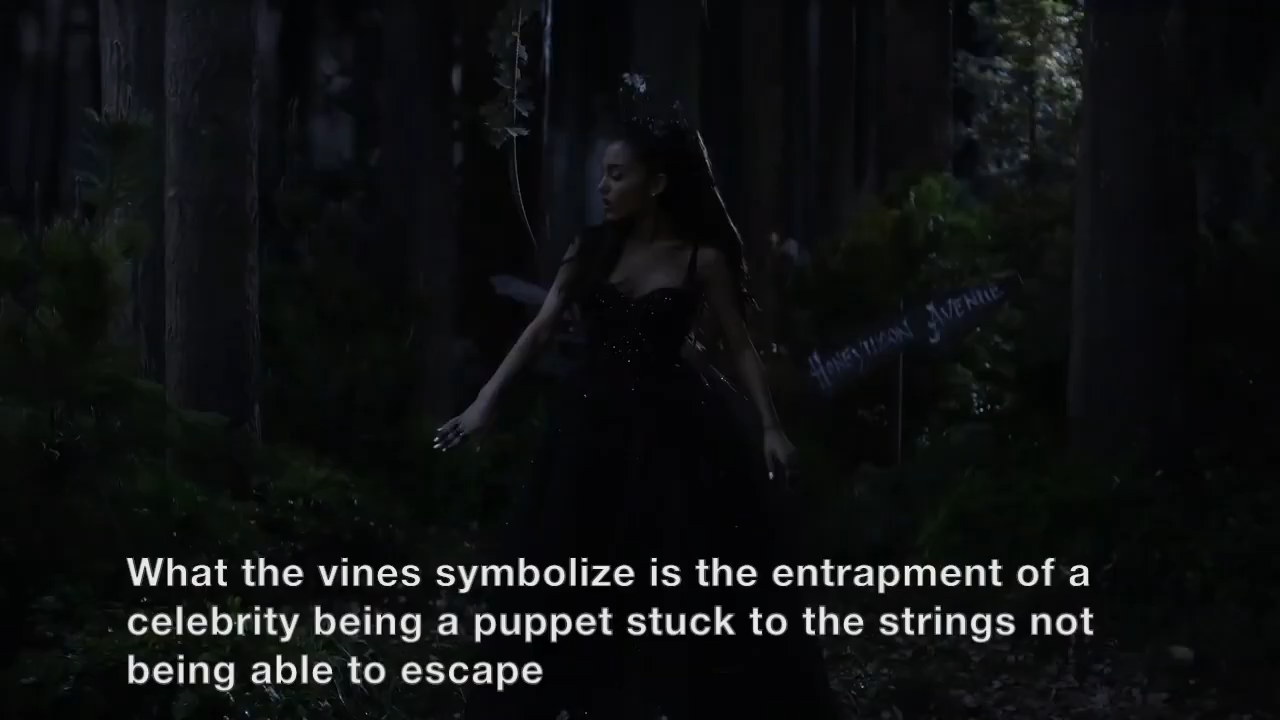 Honeymoon Avenue
What the vines symbolize is the entrapment of a
celebrity being a puppet stuck to the strings not
being able to escape